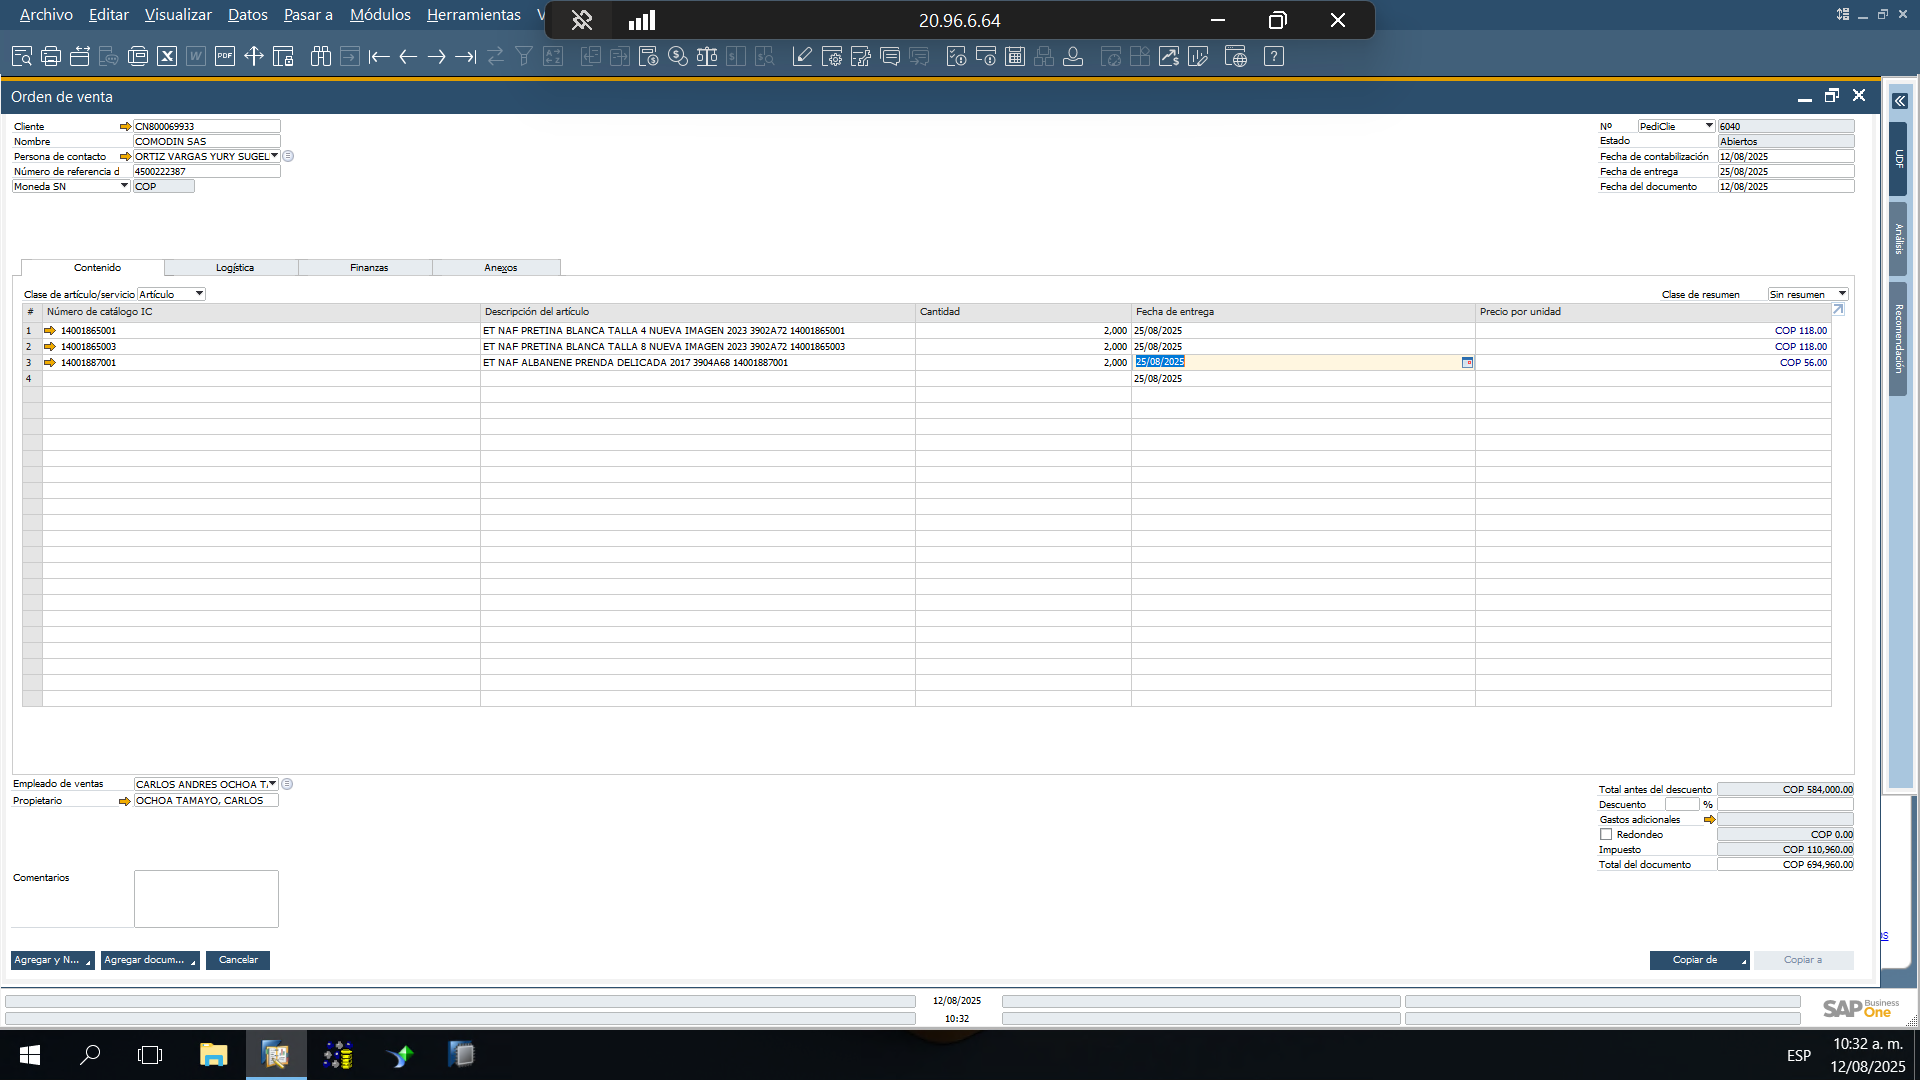 Archivo Editar Visualizar Datos Pasar a Módulos Herramientas V
20.96.6.64
Orden de venta
Cliente CN800069933
Nombre COMODIN SAS
Persona de contacto ORTIZ VARGAS YURY SUGEL
Número de referencia d 4500222387
Moneda SN COP
Nº PediClie 6040
Estado Abiertos
Fecha de contabilización 12/08/2025
Fecha de entrega 25/08/2025
Fecha del documento 12/08/2025
UDF
Análisis
Recomendación
Contenido Logística Finanzas Anexos
Clase de artículo/servicio Artículo
Clase de resumen Sin resumen
# Número de catálogo IC Descripción del artículo Cantidad Fecha de entrega Precio por unidad
1 14001865001 ET NAF PRETINA BLANCA TALLA 4 NUEVA IMAGEN 2023 3902A72 14001865001 2,000 25/08/2025 COP 118.00
2 14001865003 ET NAF PRETINA BLANCA TALLA 8 NUEVA IMAGEN 2023 3902A72 14001865003 2,000 25/08/2025 COP 118.00
3 14001887001 ET NAF ALBANENE PRENDA DELICADA 2017 3904A68 14001887001 2,000 25/08/2025 COP 56.00
4 25/08/2025
Empleado de ventas CARLOS ANDRES OCHOA T
Propietario OCHOA TAMAYO, CARLOS
Total antes del descuento COP 584,000.00
Descuento %
Gastos adicionales
Redondeo COP 0.00
Impuesto COP 110,960.00
Total del documento COP 694,960.00
Comentarios
Agregar y N... Agregar docum... Cancelar
Copiar de Copiar a
12/08/2025
10:32
SAP Business One
ESP
10:32 a. m.
12/08/2025